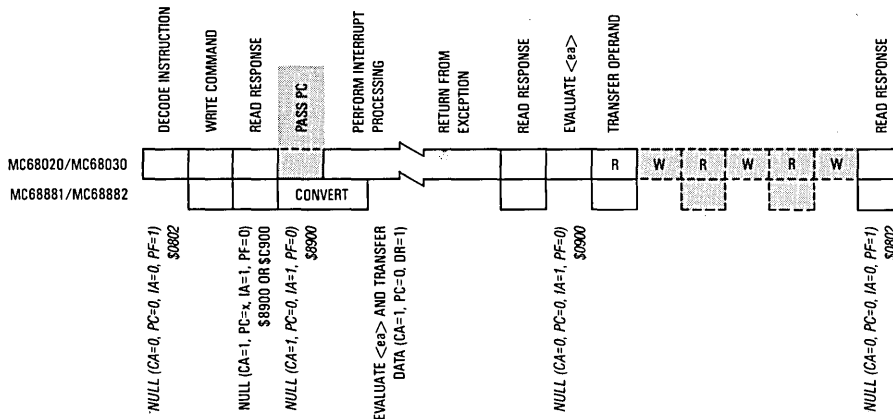 DECODE INSTRUCTION
WRITE COMMAND
READ RESPONSE
PASS PC
PERFORM INTERRUPT
PROCESSING
RETURN FROM
EXCEPTION
READ RESPONSE
EVALUATE <ea>
TRANSFER OPERAND
READ RESPONSE
MC68020/MC68030
R
W
R
W
R
W
MC68881/MC68882
CONVERT
NULL (CA=0, PC=0, IA=0, PF=1)
$0802
NULL (CA=1, PC=x, IA=1, PF=0)
$8900 OR $C900
NULL (CA=1, PC=0, IA=1, PF=0)
$8900
EVALUATE <ea> AND TRANSFER
DATA (CA=1, PC=0, DR=1)
NULL (CA=0, PC=0, IA=1, PF=0)
$0900
NULL (CA=0, PC=0, IA=0, PF=1)
$0802